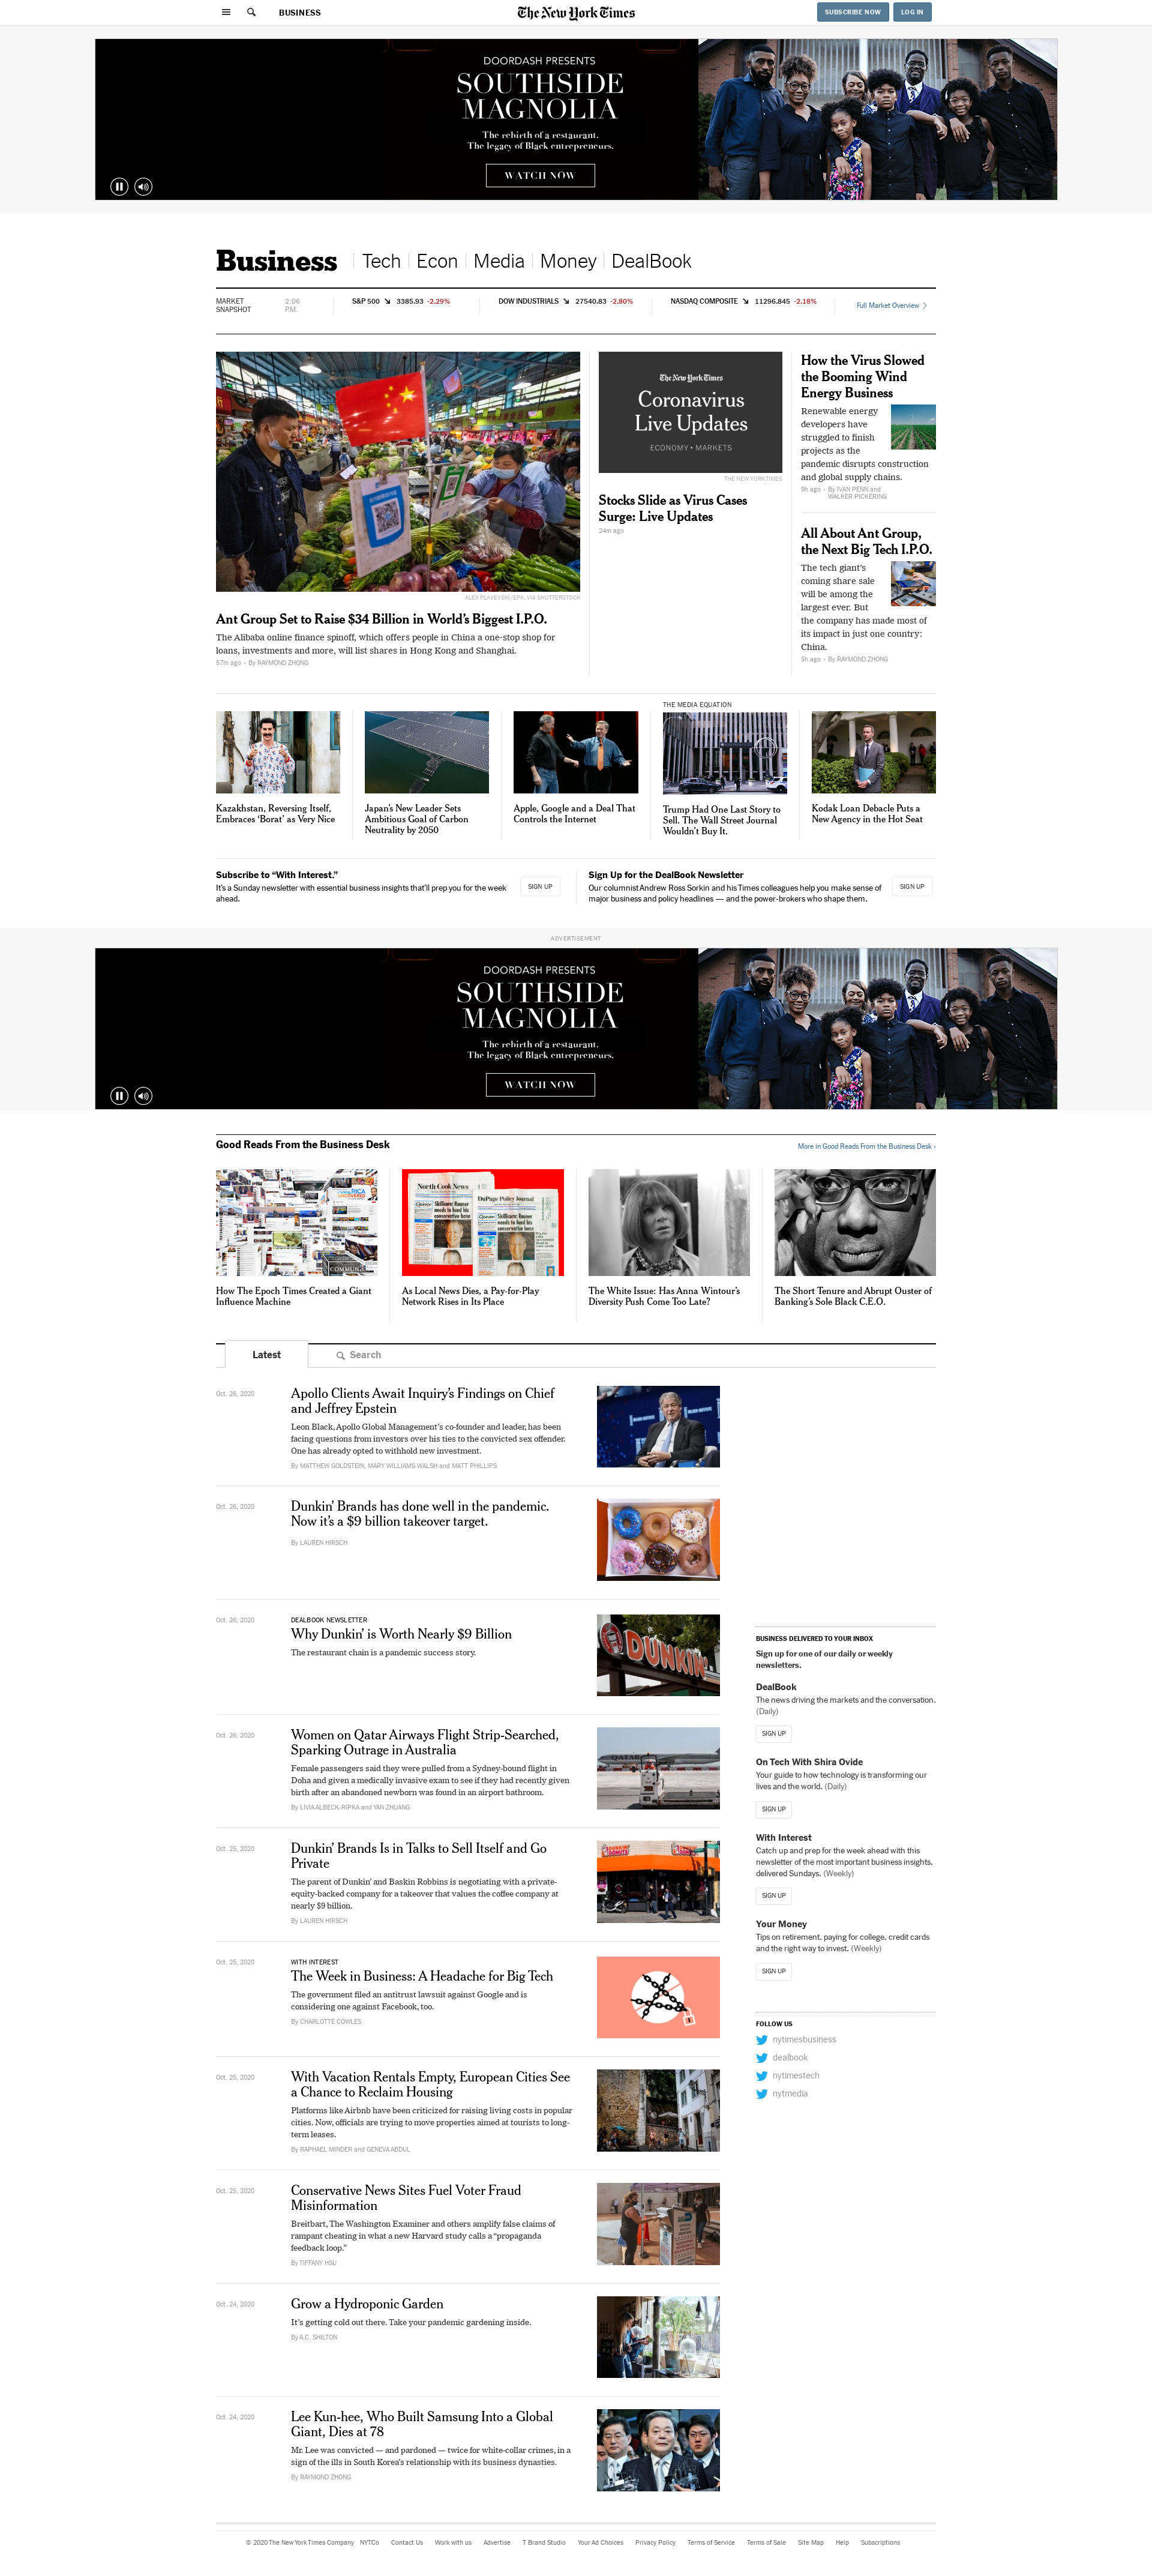 BUSINESS
The New York Times
SUBSCRIBE NOW
LOG IN
DOORDASH PRESENTS
SOUTHSIDE
MAGNOLIA
The rebirth of a restaurant.
The legacy of Black entrepreneurs.
WATCH NOW
Business
Tech
Econ
Media
Money
DealBook
MARKET
SNAPSHOT
2:06
P.M.
S&P 500 3385.93 -2.29%
DOW INDUSTRIALS 27540.83 -2.80%
NASDAQ COMPOSITE 11296.845 -2.18%
Full Market Overview
ALEX PLAVEVSKI/EPA, VIA SHUTTERSTOCK
Ant Group Set to Raise $34 Billion in World's Biggest I.P.O.
The Alibaba online finance spinoff, which offers people in China a one-stop shop for
loans, investments and more, will list shares in Hong Kong and Shanghai.
57m ago • By RAYMOND ZHONG
The New York Times
Coronavirus
Live Updates
ECONOMY • MARKETS
THE NEW YORK TIMES
Stocks Slide as Virus Cases
Surge: Live Updates
24m ago
How the Virus Slowed
the Booming Wind
Energy Business
Renewable energy
developers have
struggled to finish
projects as the
pandemic disrupts construction
and global supply chains.
9h ago • By IVAN PENN and
WALKER PICKERING
All About Ant Group,
the Next Big Tech I.P.O.
The tech giant's
coming share sale
will be among the
largest ever. But
the company has made most of
its impact in just one country:
China.
5h ago • By RAYMOND ZHONG
Kazakhstan, Reversing Itself,
Embraces 'Borat' as Very Nice
Japan's New Leader Sets
Ambitious Goal of Carbon
Neutrality by 2050
Apple, Google and a Deal That
Controls the Internet
THE MEDIA EQUATION
Trump Had One Last Story to
Sell. The Wall Street Journal
Wouldn't Buy It.
Kodak Loan Debacle Puts a
New Agency in the Hot Seat
Subscribe to "With Interest."
It's a Sunday newsletter with essential business insights that'll prep you for the week
ahead.
SIGN UP
Sign Up for the DealBook Newsletter
Our columnist Andrew Ross Sorkin and his Times colleagues help you make sense of
major business and policy headlines — and the power-brokers who shape them.
SIGN UP
ADVERTISEMENT
DOORDASH PRESENTS
SOUTHSIDE
MAGNOLIA
The rebirth of a restaurant.
The legacy of Black entrepreneurs.
WATCH NOW
Good Reads From the Business Desk
More in Good Reads From the Business Desk ›
North Cook News
DuPage Policy Journal
How The Epoch Times Created a Giant
Influence Machine
As Local News Dies, a Pay-for-Play
Network Rises in Its Place
The White Issue: Has Anna Wintour's
Diversity Push Come Too Late?
The Short Tenure and Abrupt Ouster of
Banking's Sole Black C.E.O.
Latest
Search
Oct. 26, 2020
Apollo Clients Await Inquiry's Findings on Chief
and Jeffrey Epstein
Leon Black, Apollo Global Management's co-founder and leader, has been
facing questions from investors over his ties to the convicted sex offender.
One has already opted to withhold new investment.
By MATTHEW GOLDSTEIN, MARY WILLIAMS WALSH and MATT PHILLIPS
Oct. 26, 2020
Dunkin' Brands has done well in the pandemic.
Now it's a $9 billion takeover target.
By LAUREN HIRSCH
Oct. 26, 2020
DEALBOOK NEWSLETTER
Why Dunkin' is Worth Nearly $9 Billion
The restaurant chain is a pandemic success story.
DUNKIN'
Oct. 26, 2020
Women on Qatar Airways Flight Strip-Searched,
Sparking Outrage in Australia
Female passengers said they were pulled from a Sydney-bound flight in
Doha and given a medically invasive exam to see if they had recently given
birth after an abandoned newborn was found in an airport bathroom.
By LIVIA ALBECK-RIPKA and YAN ZHUANG
Oct. 25, 2020
Dunkin' Brands Is in Talks to Sell Itself and Go
Private
The parent of Dunkin' and Baskin Robbins is negotiating with a private-
equity-backed company for a takeover that values the coffee company at
nearly $9 billion.
By LAUREN HIRSCH
Oct. 25, 2020
WITH INTEREST
The Week in Business: A Headache for Big Tech
The government filed an antitrust lawsuit against Google and is
considering one against Facebook, too.
By CHARLOTTE COWLES
Oct. 25, 2020
With Vacation Rentals Empty, European Cities See
a Chance to Reclaim Housing
Platforms like Airbnb have been criticized for raising living costs in popular
cities. Now, officials are trying to move properties aimed at tourists to long-
term leases.
By RAPHAEL MINDER and GENEVA ABDUL
Oct. 25, 2020
Conservative News Sites Fuel Voter Fraud
Misinformation
Breitbart, The Washington Examiner and others amplify false claims of
rampant cheating in what a new Harvard study calls a "propaganda
feedback loop."
By TIFFANY HSU
Oct. 24, 2020
Grow a Hydroponic Garden
It's getting cold out there. Take your pandemic gardening inside.
By A.C. SHILTON
Oct. 24, 2020
Lee Kun-hee, Who Built Samsung Into a Global
Giant, Dies at 78
Mr. Lee was convicted — and pardoned — twice for white-collar crimes, in a
sign of the ills in South Korea's relationship with its business dynasties.
By RAYMOND ZHONG
BUSINESS DELIVERED TO YOUR INBOX
Sign up for one of our daily or weekly
newsletters.
DealBook
The news driving the markets and the conversation.
(Daily)
SIGN UP
On Tech With Shira Ovide
Your guide to how technology is transforming our
lives and the world. (Daily)
SIGN UP
With Interest
Catch up and prep for the week ahead with this
newsletter of the most important business insights,
delivered Sundays. (Weekly)
SIGN UP
Your Money
Tips on retirement, paying for college, credit cards
and the right way to invest. (Weekly)
SIGN UP
FOLLOW US
nytimesbusiness
dealbook
nytimestech
nytmedia
© 2020 The New York Times Company NYTCo Contact Us Work with us Advertise T Brand Studio Your Ad Choices Privacy Policy Terms of Service Terms of Sale Site Map Help Subscriptions